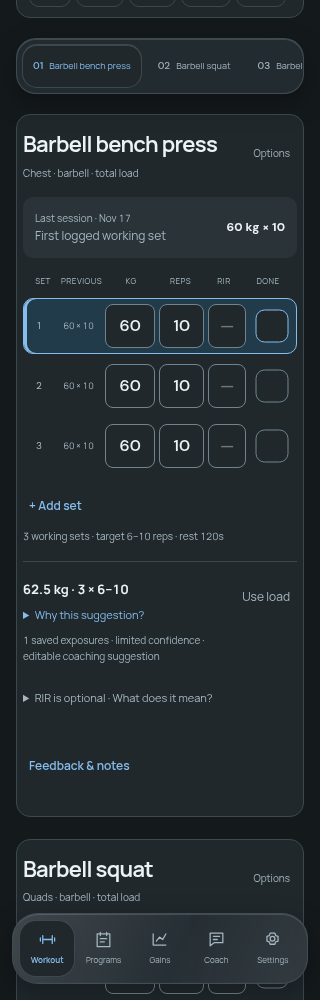 01 Barbell bench press 02 Barbell squat 03 Barbel
Barbell bench press
Options
Chest · barbell · total load
Last session · Nov 17
First logged working set
60 kg × 10
SET PREVIOUS KG REPS RIR DONE
1 60 × 10 60 10 —
2 60 × 10 60 10 —
3 60 × 10 60 10 —
+ Add set
3 working sets · target 6–10 reps · rest 120s
62.5 kg · 3 × 6–10
Use load
Why this suggestion?
1 saved exposures · limited confidence ·
editable coaching suggestion
RIR is optional · What does it mean?
Feedback & notes
Barbell squat
Options
Quads · barbell · total load
Workout Programs Gains Coach Settings